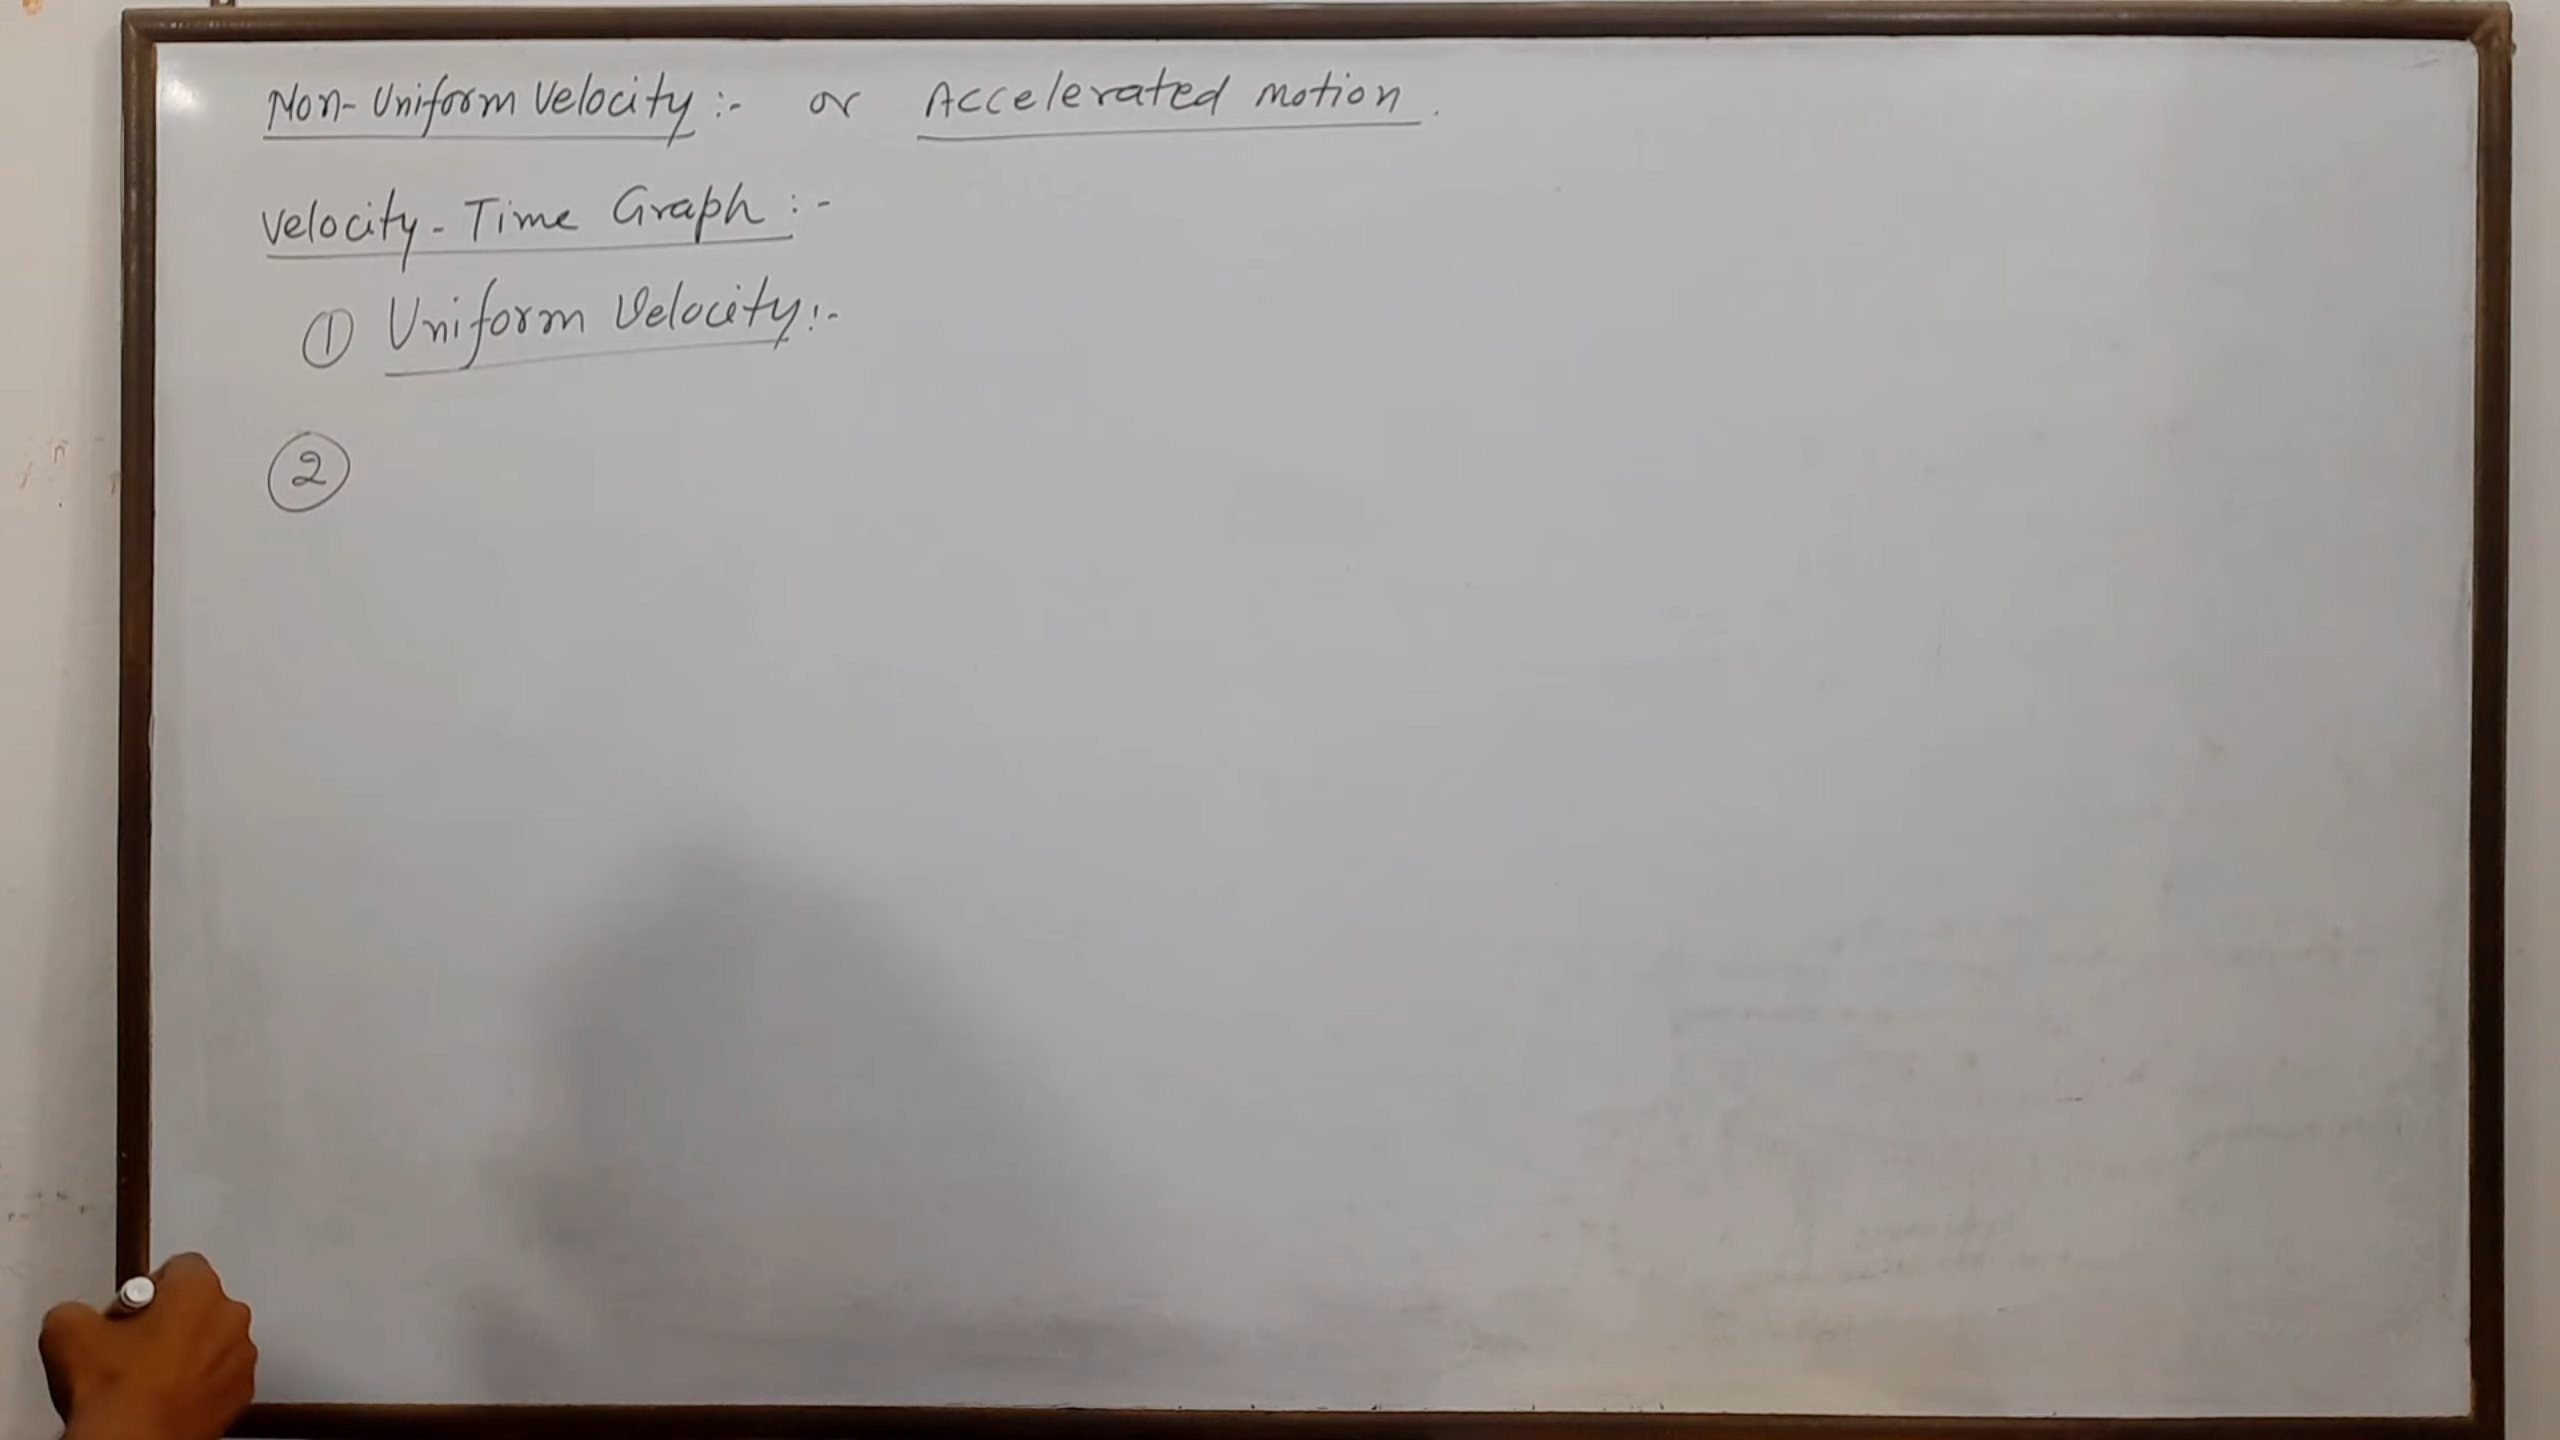 Non-Uniform Velocity :- or Accelerated motion.
Velocity - Time Graph :-
① Uniform Velocity :-
②